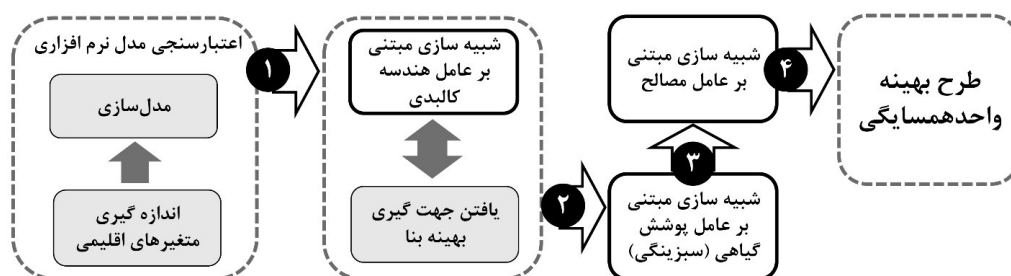 اعتبارسنجی مدل نرم افزاری
مدل‌سازی
اندازه گیری
متغیرهای اقلیمی
۱
شبیه سازی مبتنی
بر عامل هندسه
کالبدی
یافتن جهت گیری
بهینه بنا
۲
شبیه سازی مبتنی
بر عامل پوشش
گیاهی (سبزینگی)
۳
شبیه سازی مبتنی
بر عامل مصالح
۴
طرح بهینه
واحدهمسایگی